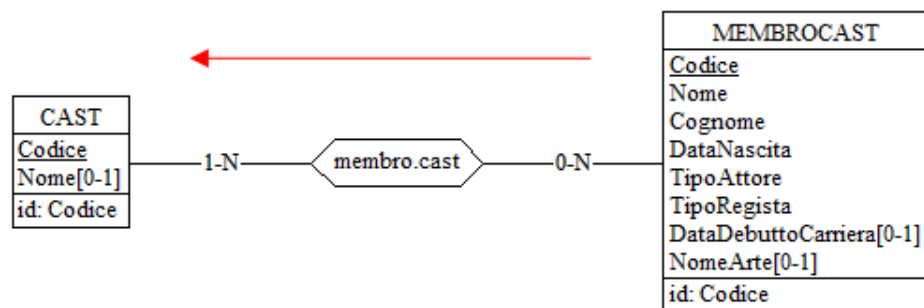 CAST
Codice
Nome[0-1]
id: Codice
1-N
membro.cast
0-N
MEMBROCAST
Codice
Nome
Cognome
DataNascita
TipoAttore
TipoRegista
DataDebuttoCarriera[0-1]
NomeArte[0-1]
id: Codice